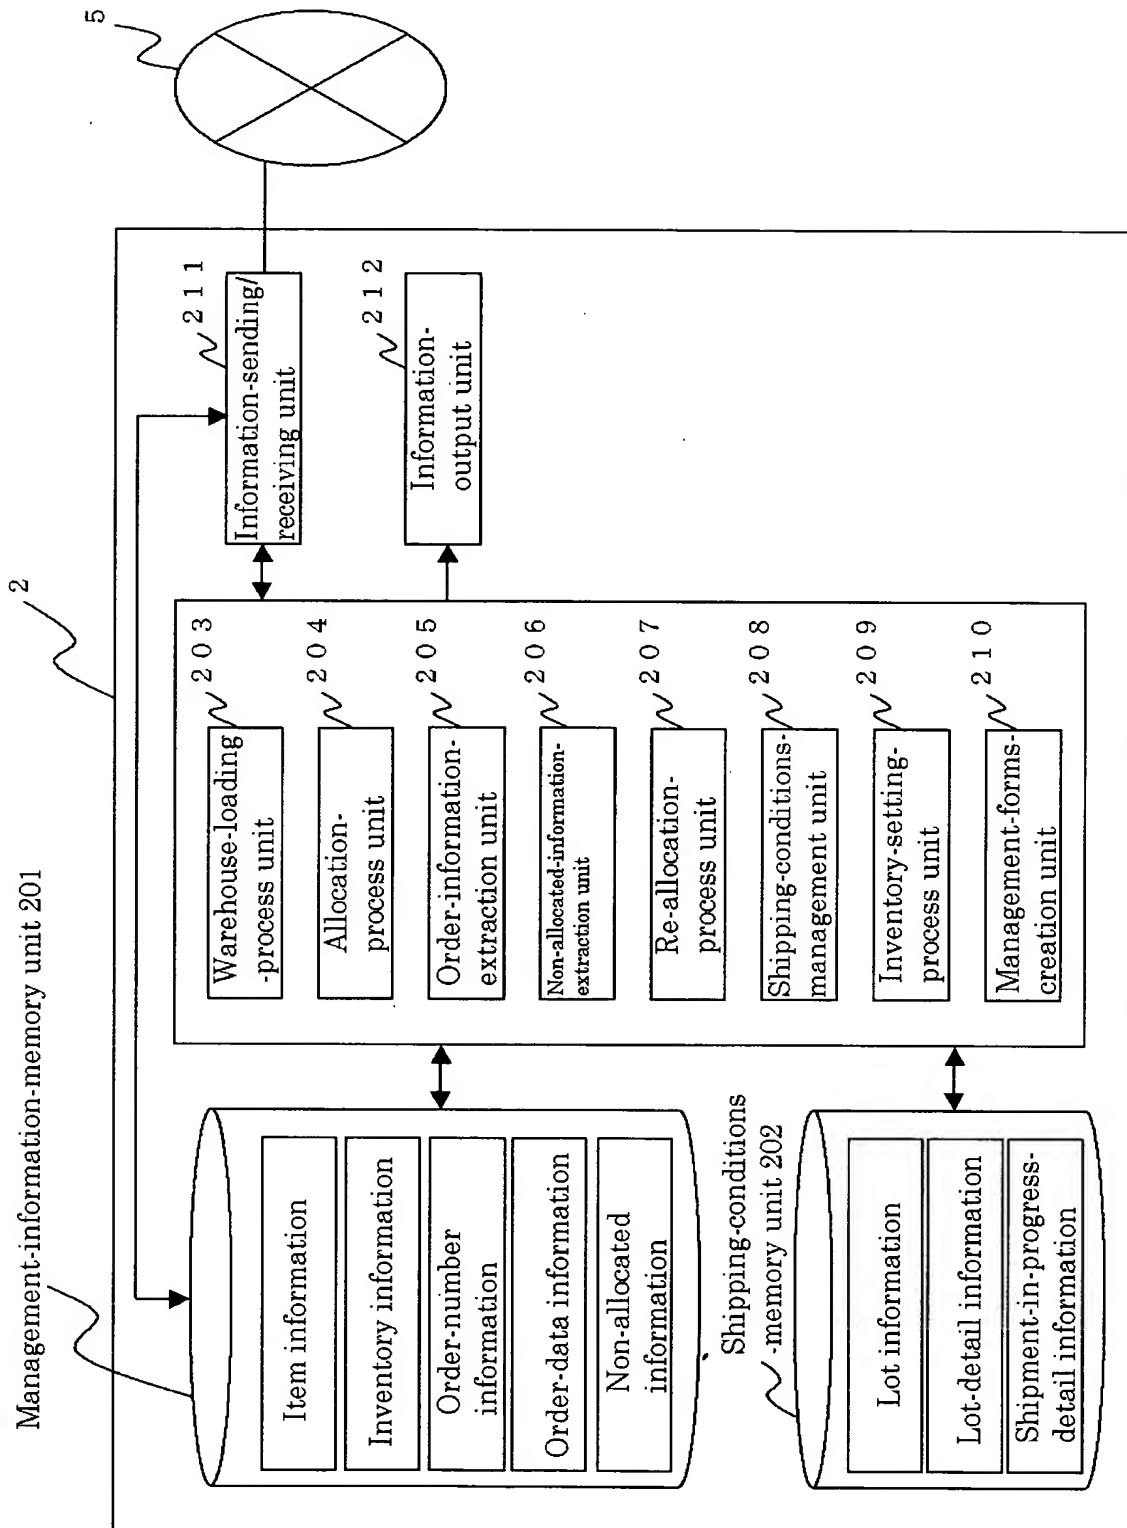 Management-information-memory unit 201
2
5
Item information
Inventory information
Order-number
information
Order-data information
Non-allocated
information
Shipping-conditions
-memory unit 202
Lot information
Lot-detail information
Shipment-in-progress-
detail information
Warehouse-loading
-process unit
203
Allocation-
process unit
204
Order-information-
extraction unit
205
Non-allocated-information-
extraction unit
206
Re-allocation-
process unit
207
Shipping-conditions-
management unit
208
Inventory-setting-
process unit
209
Management-forms-
creation unit
210
Information-sending/
receiving unit
211
Information-
output unit
212